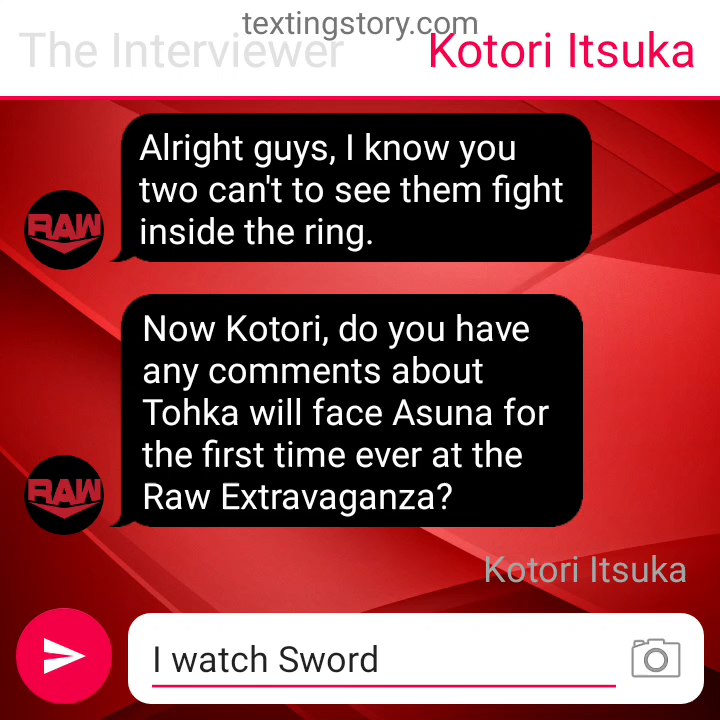 textingstory.com
The Interviewer
Kotori Itsuka
Alright guys, I know you
two can't to see them fight
inside the ring.
RAW
Now Kotori, do you have
any comments about
Tohka will face Asuna for
the first time ever at the
Raw Extravaganza?
RAW
Kotori Itsuka
I watch Sword